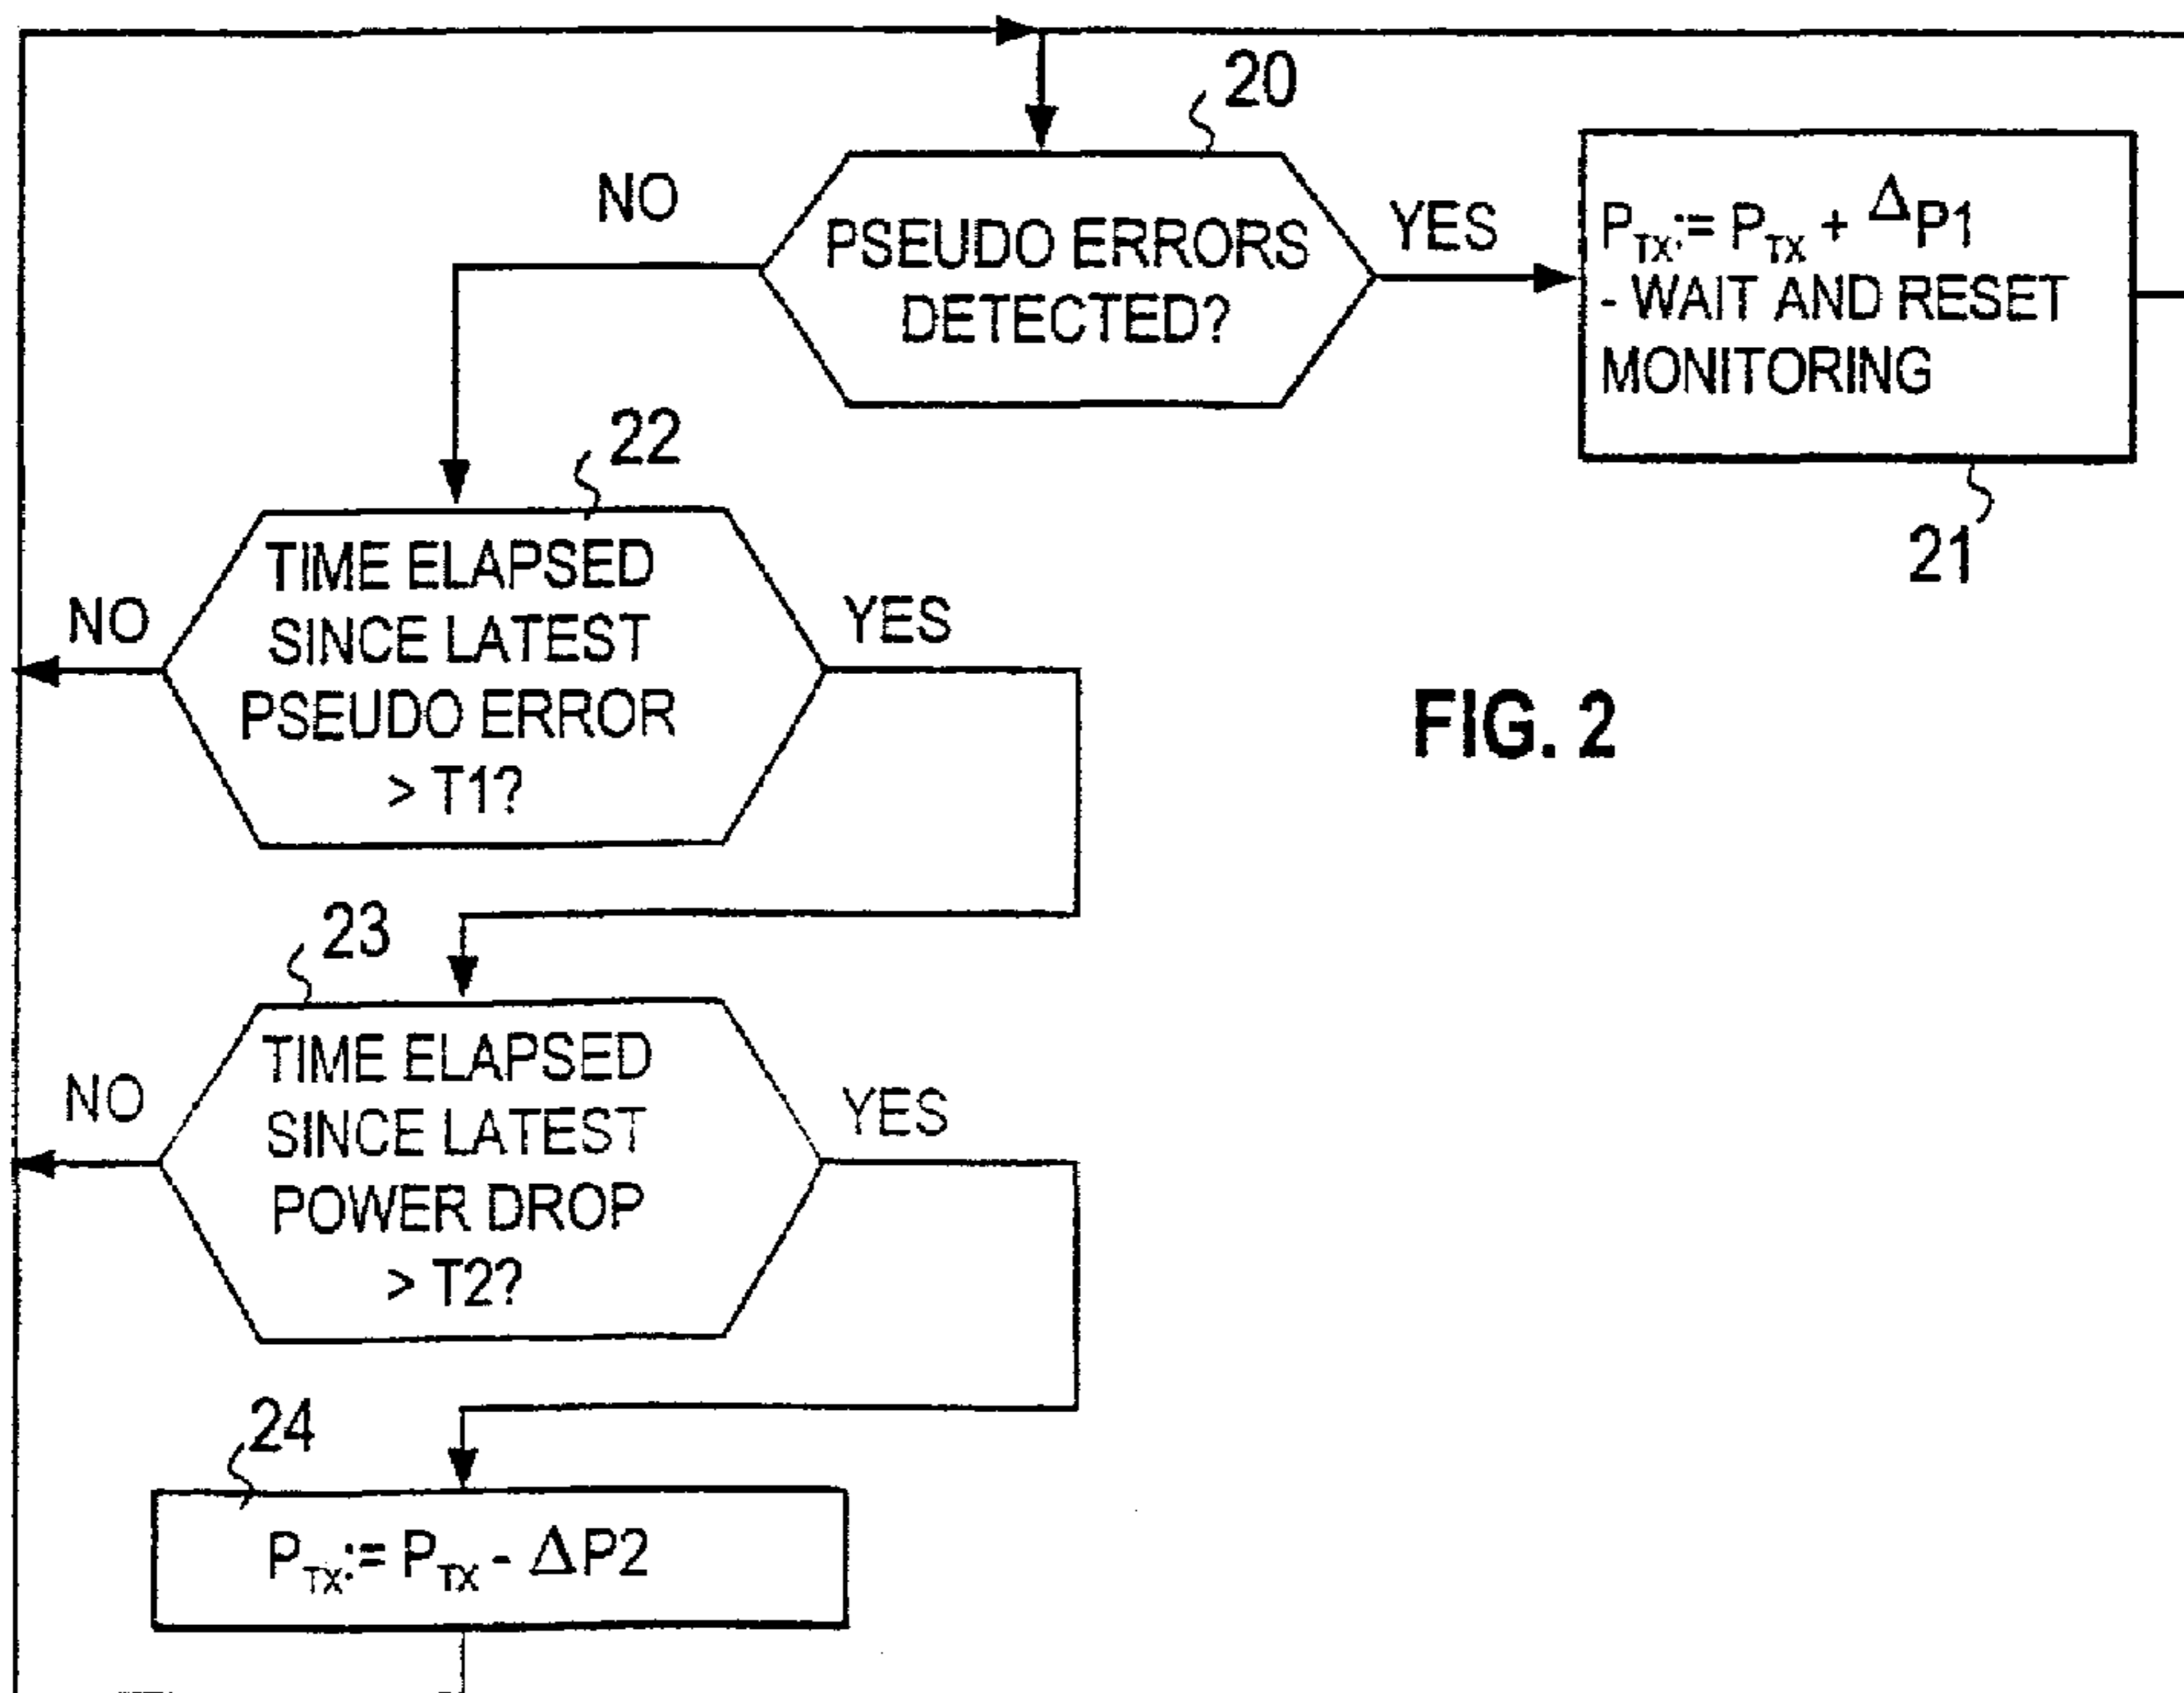 20
NO
PSEUDO ERRORS
DETECTED?
YES
P_TX:= P_TX + ΔP1
- WAIT AND RESET
MONITORING
21
22
TIME ELAPSED
SINCE LATEST
PSEUDO ERROR
> T1?
NO
YES
FIG. 2
23
TIME ELAPSED
SINCE LATEST
POWER DROP
> T2?
NO
YES
24
P_TX:= P_TX - ΔP2